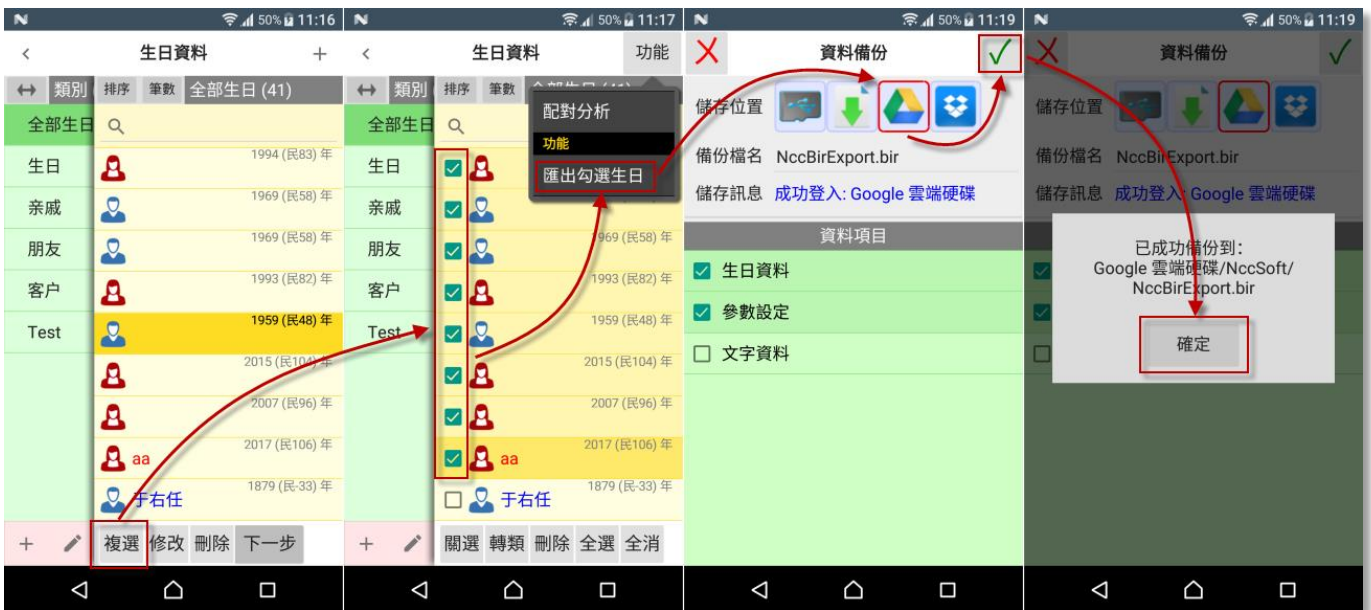 50% 11:16
< 生日資料 +
↔ 類別 排序 筆數 全部生日 (41)
全部生日
生日
亲戚
朋友
客户
Test
1994 (民83) 年
1969 (民58) 年
1969 (民58) 年
1993 (民82) 年
1959 (民48) 年
2015 (民104) 年
2007 (民96) 年
2017 (民106) 年
aa
1879 (民-33) 年
于右任
+ 複選 修改 刪除 下一步
50% 11:17
< 生日資料 功能
↔ 類別 排序 筆數
配對分析
功能
匯出勾選生日
全部生日
生日
亲戚
朋友
客户
Test
1969 (民58) 年
1993 (民82) 年
1959 (民48) 年
2015 (民104) 年
2007 (民96) 年
2017 (民106) 年
aa
1879 (民-33) 年
于右任
+ 關選 轉類 刪除 全選 全消
50% 11:19
資料備份
儲存位置
備份檔名 NccBirExport.bir
儲存訊息 成功登入: Google 雲端硬碟
資料項目
生日資料
參數設定
文字資料
50% 11:19
資料備份
儲存位置
備份檔名 NccBirExport.bir
儲存訊息 成功登入: Google 雲端硬碟
已成功備份到:
Google 雲端硬碟/NccSoft/
NccBirExport.bir
確定